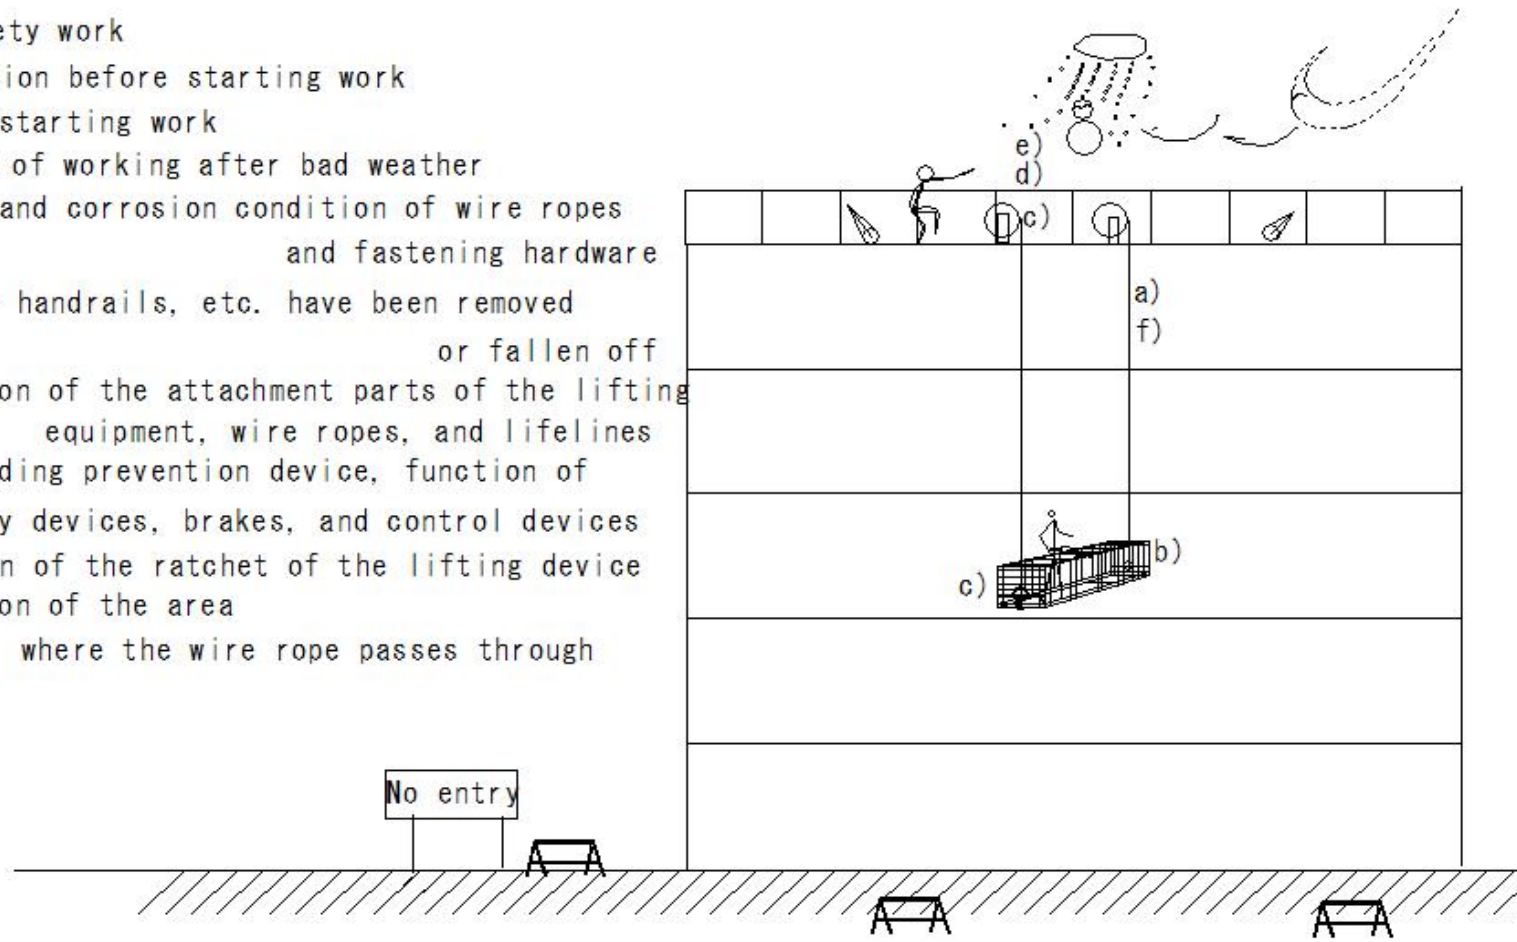 ety work
ion before starting work
starting work
of working after bad weather
and corrosion condition of wire ropes
and fastening hardware
handrails, etc. have been removed
or fallen off
on of the attachment parts of the lifting
equipment, wire ropes, and lifelines
ding prevention device, function of
y devices, brakes, and control devices
n of the ratchet of the lifting device
on of the area
where the wire rope passes through
e)
d)
c)
a)
f)
b)
c)
No entry